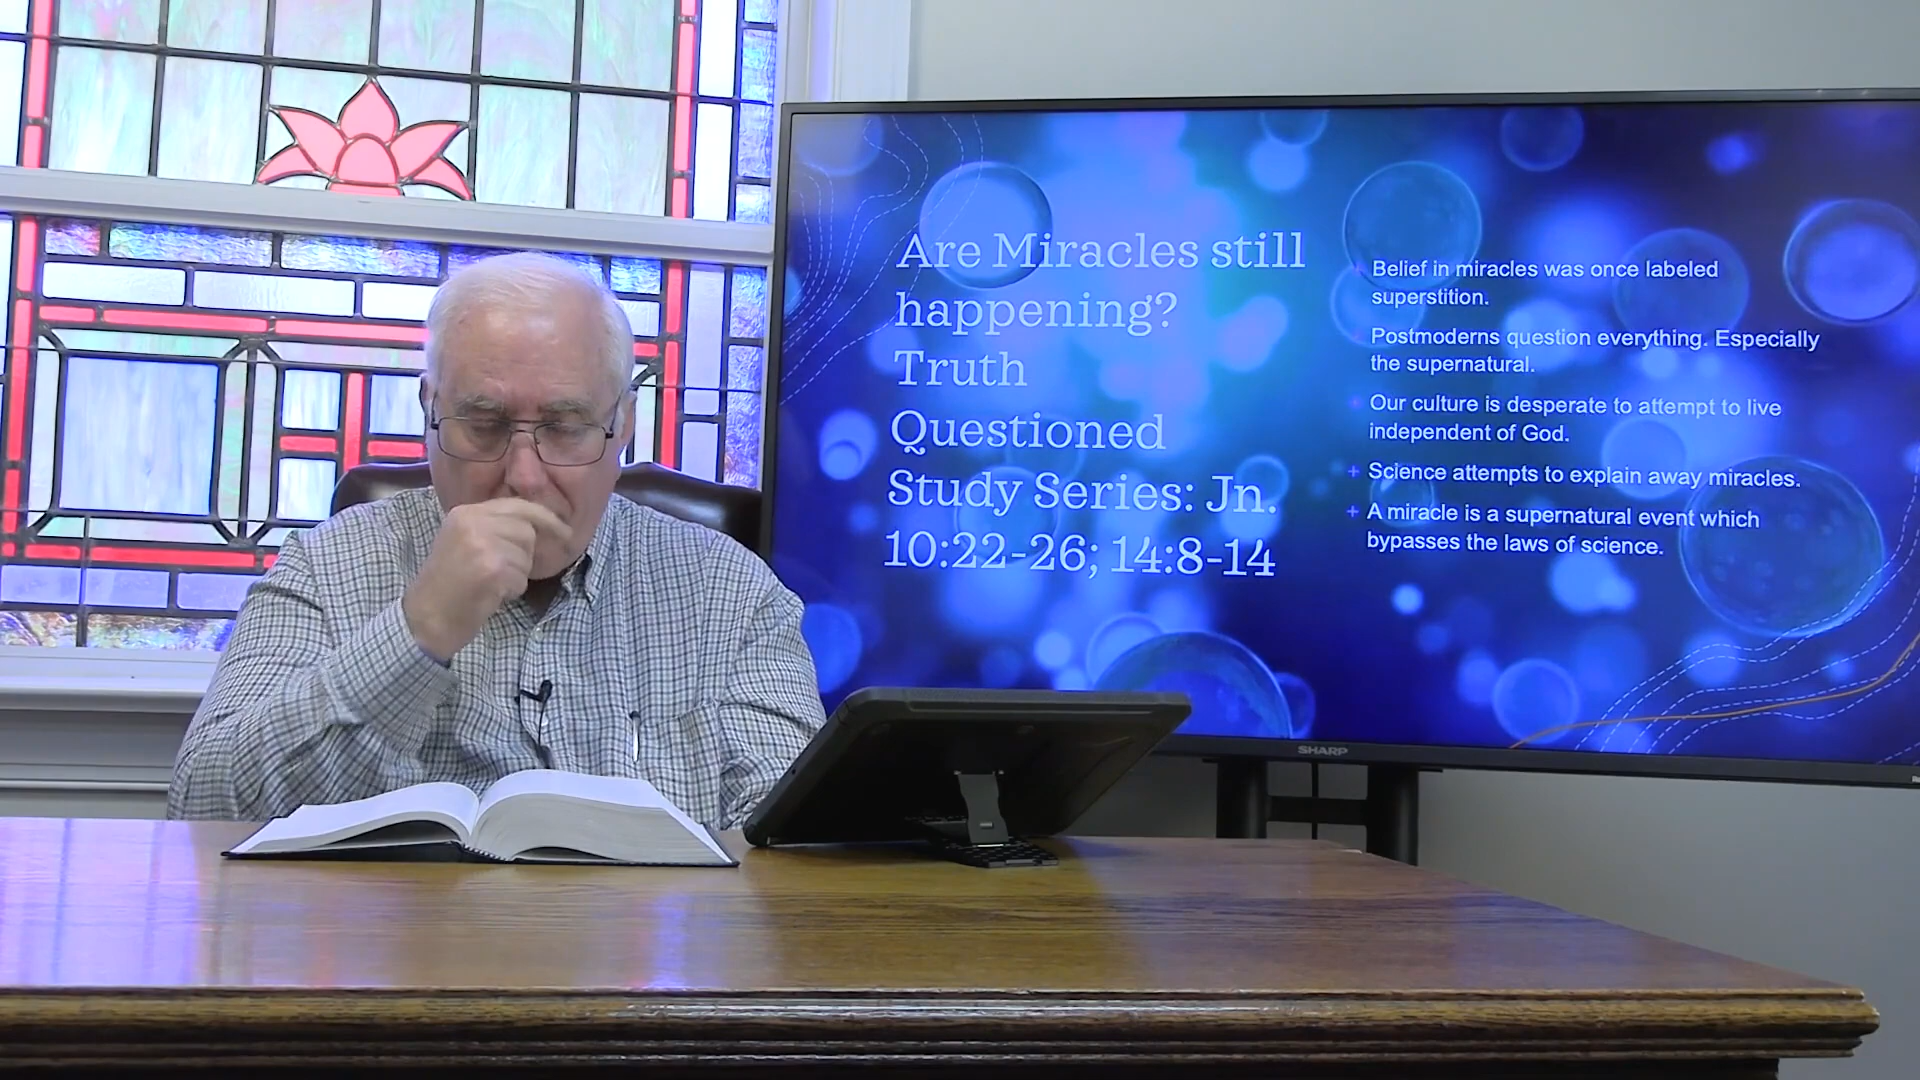 Are Miracles still
happening?
Truth
Questioned
Study Series: Jn.
10:22-26; 14:8-14
Belief in miracles was once labeled
superstition.
Postmoderns question everything. Especially
the supernatural.
Our culture is desperate to attempt to live
independent of God.
+ Science attempts to explain away miracles.
+ A miracle is a supernatural event which
bypasses the laws of science.
SHARP